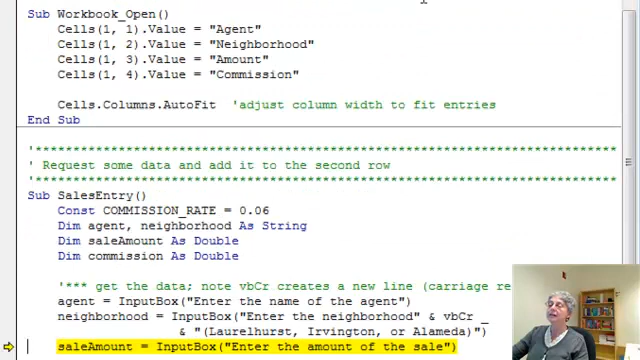 Sub Workbook_Open()
Cells(1, 1).Value = "Agent"
Cells(1, 2).Value = "Neighborhood"
Cells(1, 3).Value = "Amount"
Cells(1, 4).Value = "Commission"
Cells.Columns.AutoFit 'adjust column width to fit entries
End Sub
'******************************************************************************
' Request some data and add it to the second row
'******************************************************************************
Sub SalesEntry()
Const COMMISSION_RATE = 0.06
Dim agent, neighborhood As String
Dim saleAmount As Double
Dim commission As Double
'*** get the data; note vbCr creates a new line (carriage re
agent = InputBox("Enter the name of the agent")
neighborhood = InputBox("Enter the neighborhood" & vbCr _
& "(Laurelhurst, Irvington, or Alameda)")
saleAmount = InputBox("Enter the amount of the sale")